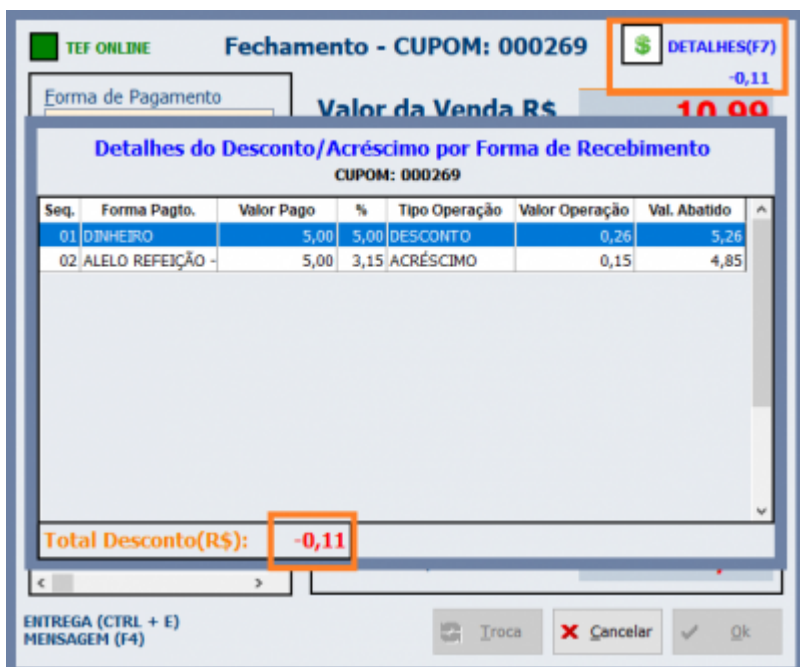 TEF ONLINE Fechamento - CUPOM: 000269 $ DETALHES(F7)
-0,11
Forma de Pagamento
Valor da Venda R$ 10,99
Detalhes do Desconto/Acréscimo por Forma de Recebimento
CUPOM: 000269
Seq. Forma Pagto. Valor Pago % Tipo Operação Valor Operação Val. Abatido
01 DINHEIRO 5,00 5,00 DESCONTO 0,26 5,26
02 ALELO REFEIÇÃO - 5,00 3,15 ACRÉSCIMO 0,15 4,85
Total Desconto(R$): -0,11
ENTREGA (CTRL + E)
MENSAGEM (F4)
Troca Cancelar Ok